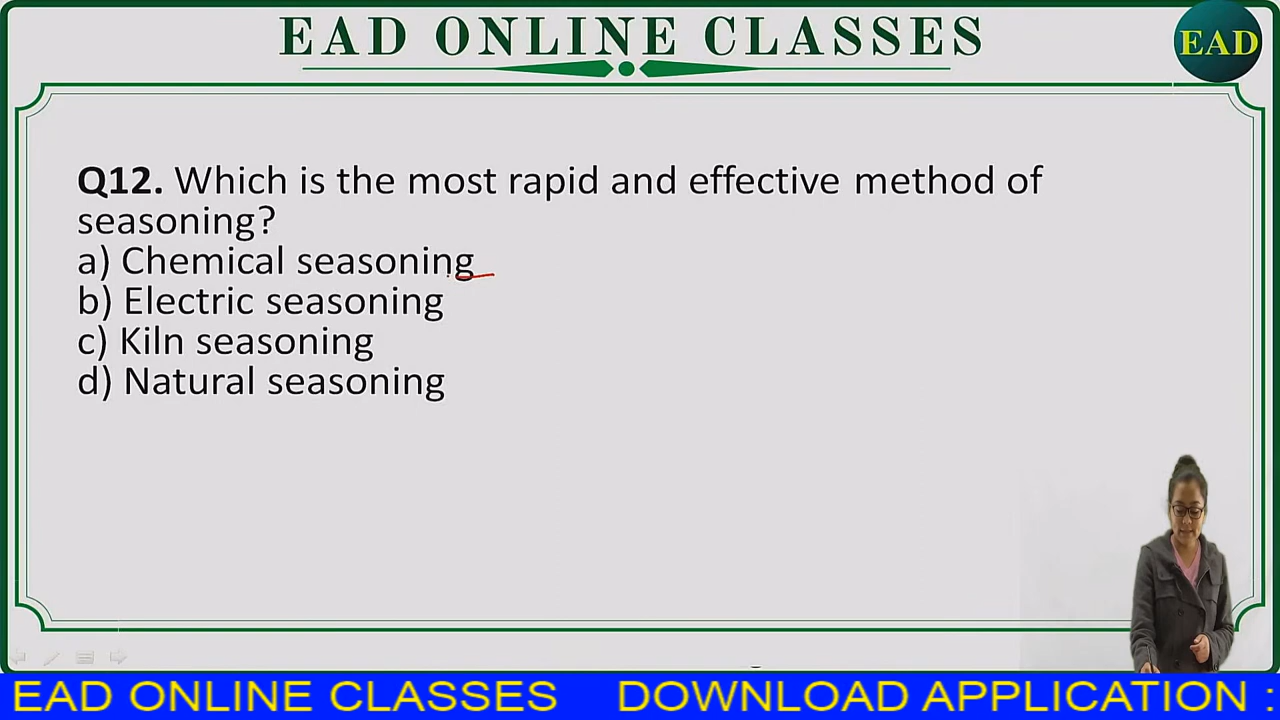 EAD ONLINE CLASSES
EAD
Q12. Which is the most rapid and effective method of
seasoning?
a) Chemical seasoning
b) Electric seasoning
c) Kiln seasoning
d) Natural seasoning
EAD ONLINE CLASSES DOWNLOAD APPLICATION :